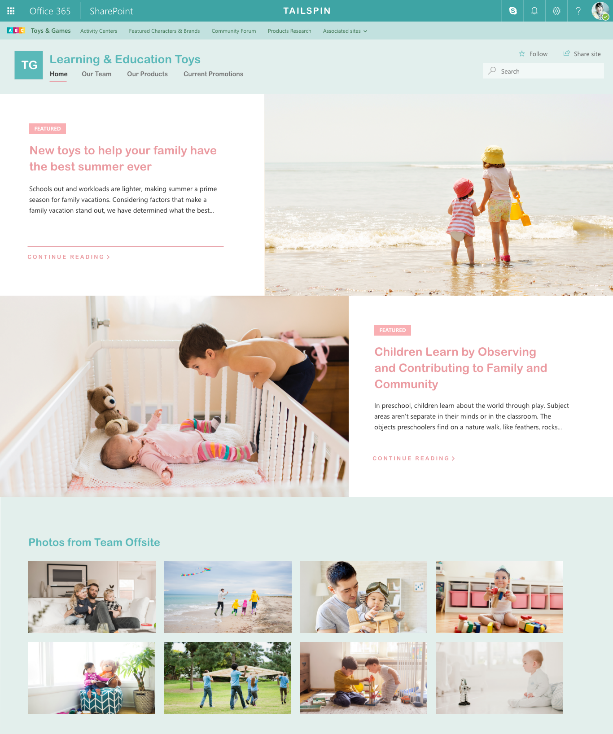 Office 365 SharePoint TAILSPIN ?
ABC Toys & Games Activity Centers Featured Characters & Brands Community Forum Products Research Associated sites
TG
Learning & Education Toys
Follow Share site
Home Our Team Our Products Current Promotions
Search
FEATURED
New toys to help your family have
the best summer ever
Schools out and workloads are lighter, making summer a prime
season for family vacations. Considering factors that make a
family vacation stand out, we have determined what the best...
CONTINUE READING
FEATURED
Children Learn by Observing
and Contributing to Family and
Community
In preschool, children learn about the world through play. Subject
areas aren't separate in their minds or in the classroom. The
objects preschoolers find on a nature walk, like feathers, rocks...
CONTINUE READING
Photos from Team Offsite